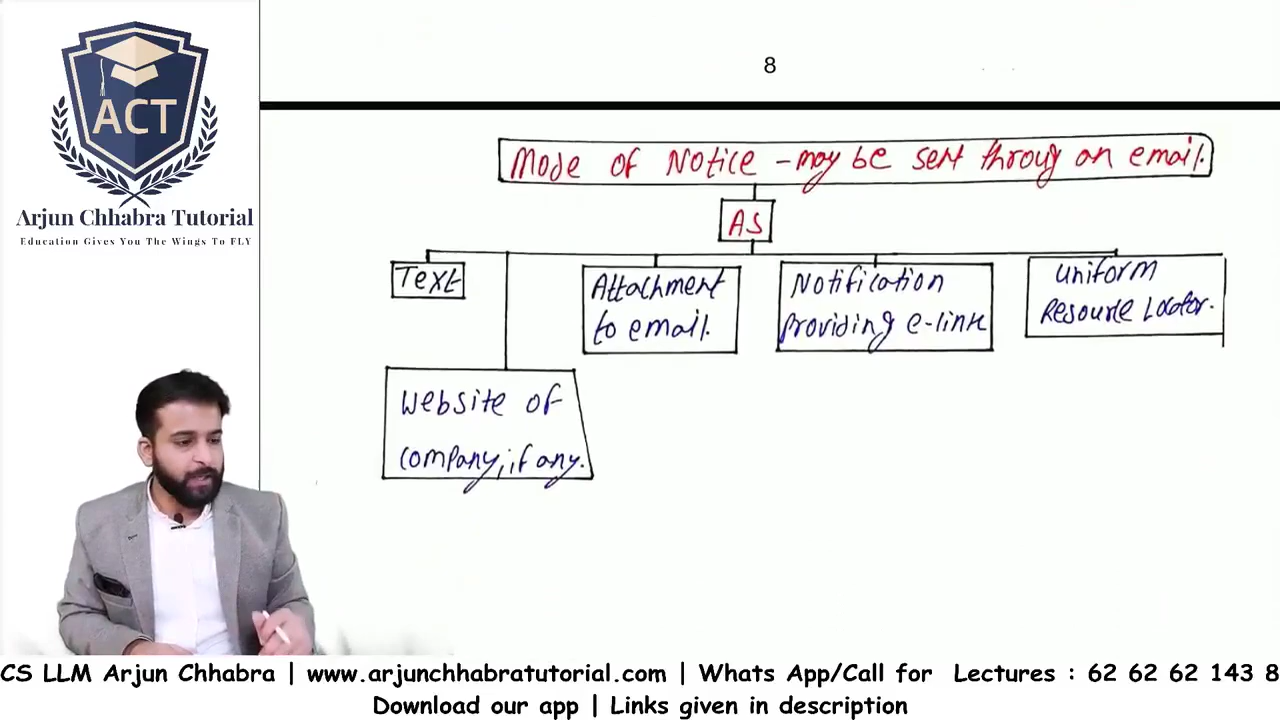 8
ACT
Arjun Chhabra Tutorial
Education Gives You The Wings To FLY
Mode of Notice - may be sent throug an email.
AS
Text
Attachment
to email.
Notification
providing e-link
Uniform
Resource Locator.
Website of
company, if any.
CS LLM Arjun Chhabra | www.arjunchhabratutorial.com | Whats App/Call for Lectures : 62 62 62 143 8
Download our app | Links given in description